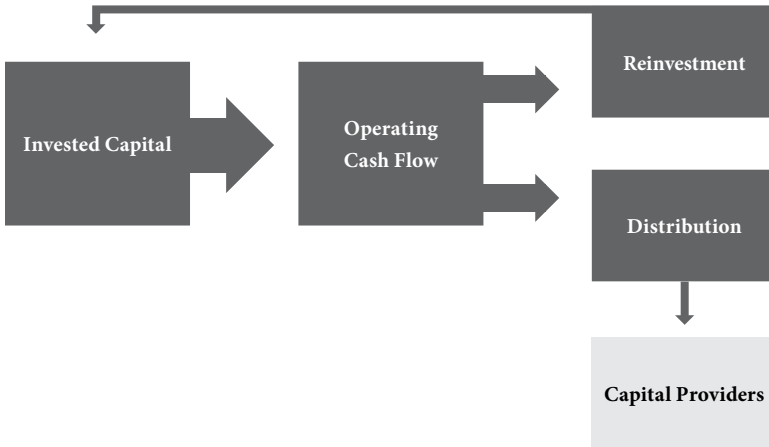 Reinvestment
Invested Capital
Operating
Cash Flow
Distribution
Capital Providers